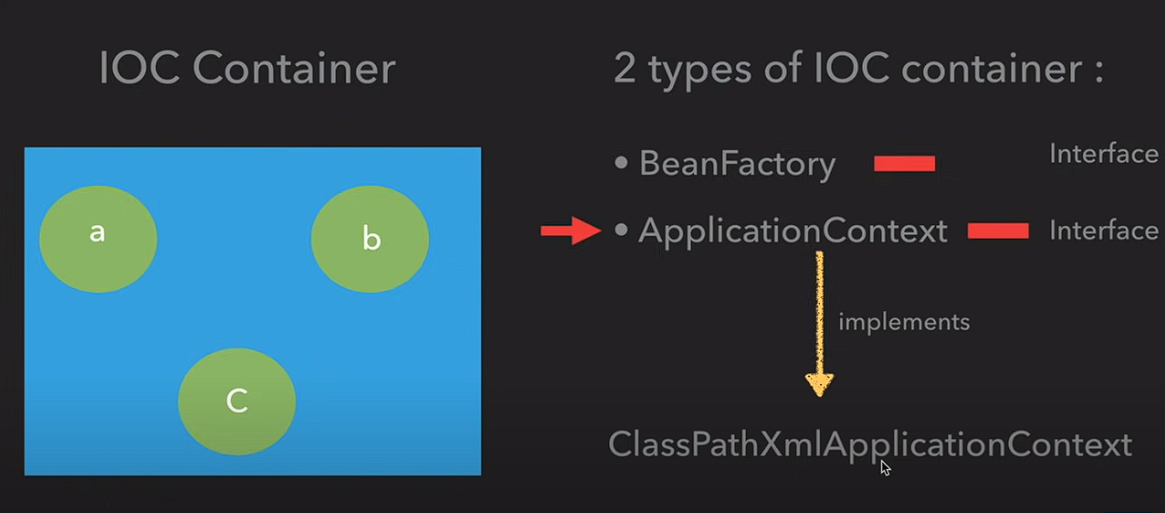 IOC Container
a
b
C
2 types of IOC container :
• BeanFactory
Interface
• ApplicationContext
Interface
implements
ClassPathXmlApplicationContext